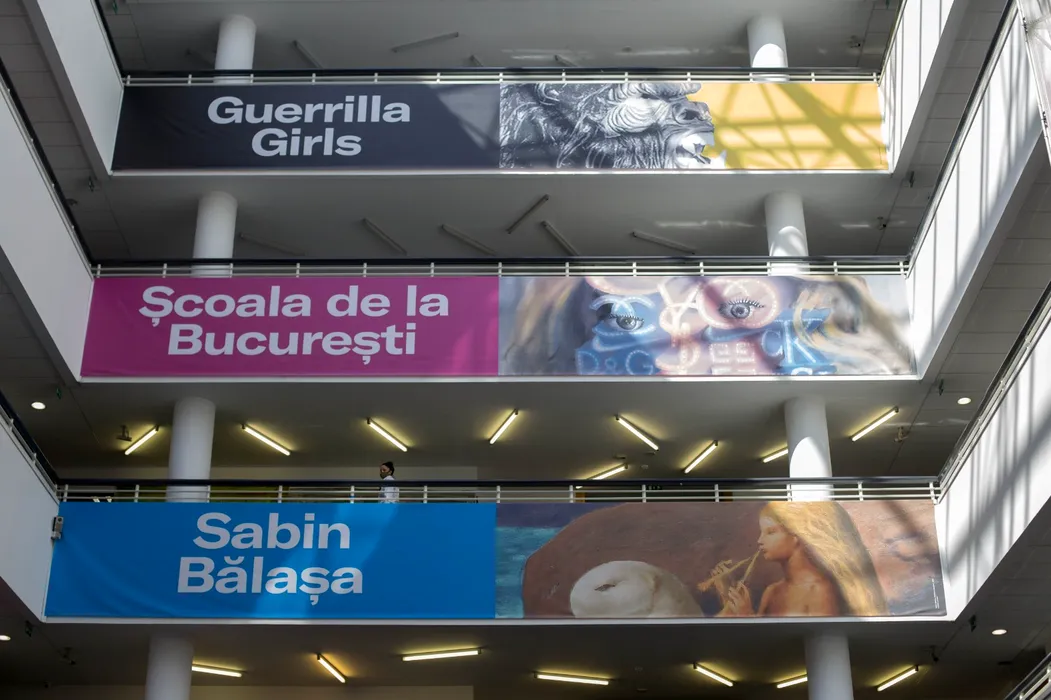 Guerrilla
Girls
Școala de la
București
D&G
Sabin
Bălașa